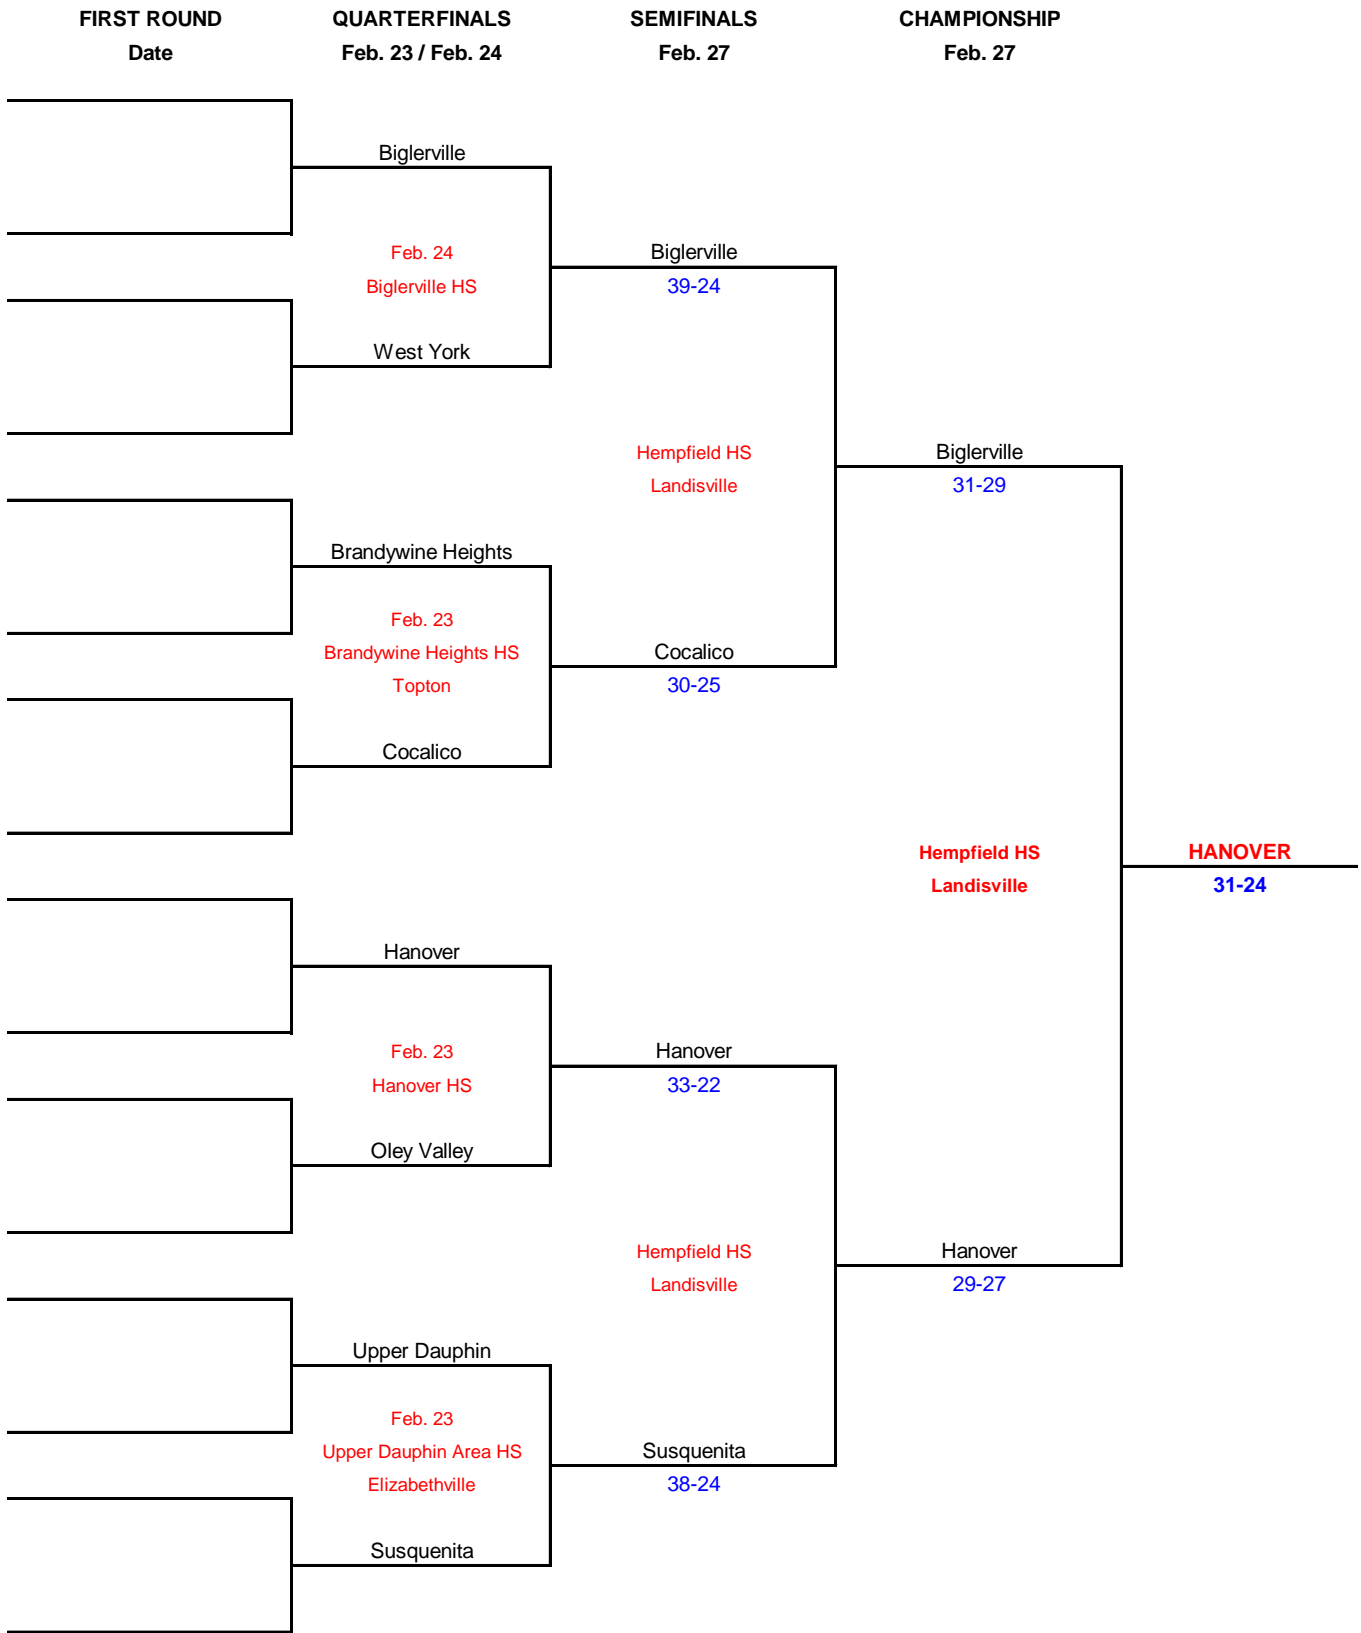 FIRST ROUND QUARTERFINALS SEMIFINALS CHAMPIONSHIP
Date Feb. 23 / Feb. 24 Feb. 27 Feb. 27
Biglerville
Feb. 24 Biglerville
Biglerville HS 39-24
West York
Hempfield HS Biglerville
Landisville 31-29
Brandywine Heights
Feb. 23
Brandywine Heights HS Cocalico
Topton 30-25
Cocalico
Hempfield HS HANOVER
Landisville 31-24
Hanover
Feb. 23 Hanover
Hanover HS 33-22
Oley Valley
Hempfield HS Hanover
Landisville 29-27
Upper Dauphin
Feb. 23
Upper Dauphin Area HS Susquenita
Elizabethville 38-24
Susquenita